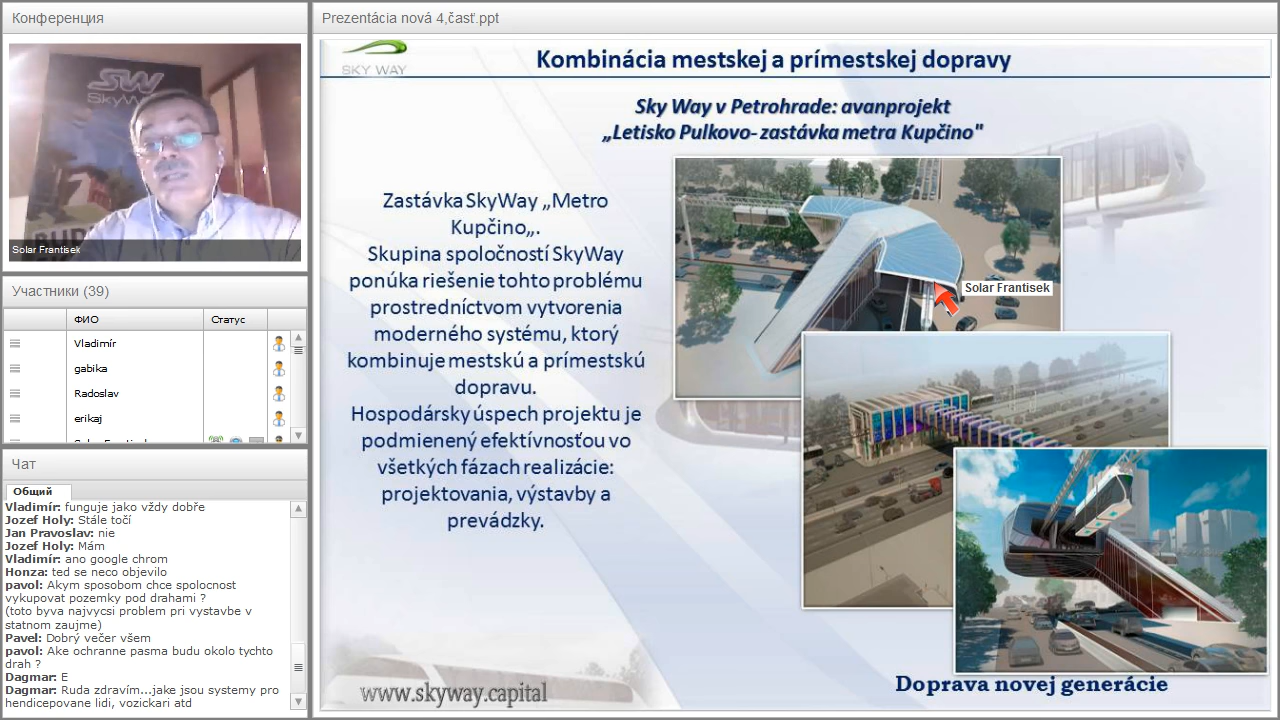 Конференция
SW
SkyW
Solar Frantisek
Участники (39)
ФИО
Статус
Vladimír
gabika
Radoslav
erikaj
Чат
Общий
Vladimír: funguje jako vždy dobře
Jozef Holy: Stále točí
Jan Pravoslav: nie
Jozef Holy: Mám
Vladimír: ano google chrom
Honza: ted se neco objevilo
pavol: Akym sposobom chce spolocnost
vykupovat pozemky pod drahami ?
(toto byva najvycsi problem pri vystavbe v
statnom zaujme)
Pavel: Dobrý večer všem
pavol: Ake ochranne pasma budu okolo tychto
drah ?
Dagmar: E
Dagmar: Ruda zdravím...jake jsou systemy pro
hendicepovane lidi, vozickari atd
Prezentácia nová 4,časť.ppt
SKY WAY
Kombinácia mestskej a prímestskej dopravy
Sky Way v Petrohrade: avanprojekt
„Letisko Pulkovo- zastávka metra Kupčino"
Zastávka SkyWay „Metro
Kupčino„.
Skupina spoločností SkyWay
ponúka riešenie tohto problému
prostredníctvom vytvorenia
moderného systému, ktorý
kombinuje mestskú a prímestskú
dopravu.
Hospodársky úspech projektu je
podmienený efektívnosťou vo
všetkých fázach realizácie:
projektovania, výstavby a
prevádzky.
Solar Frantisek
www.skyway.capital
Doprava novej generácie